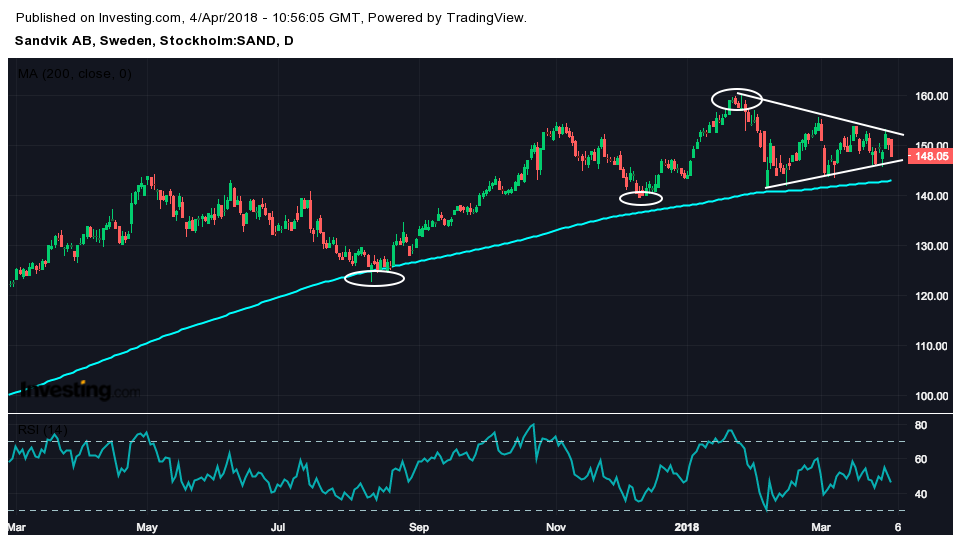 Published on Investing.com, 4/Apr/2018 - 10:56:05 GMT, Powered by TradingView.
Sandvik AB, Sweden, Stockholm:SAND, D
MA (200, close, 0)
160.00
150.00
148.05
140.00
130.00
120.00
110.00
100.00
Investing.com
RSI (14)
80
60
40
Mar May Jul Sep Nov 2018 Mar 6